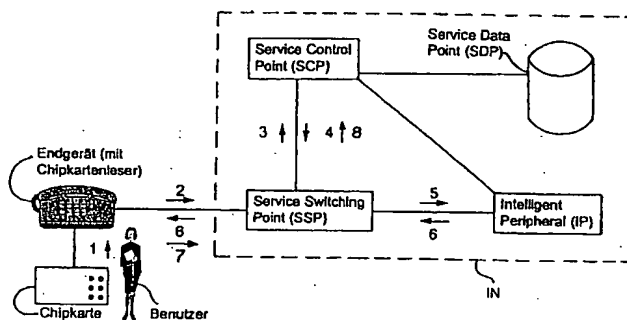 Service Control
Point (SCP)
Service Data
Point (SDP)
3
4
8
Endgerät (mit
Chipkartenleser)
2
Service Switching
Point (SSP)
5
Intelligent
Peripheral (IP)
6
7
6
1
IN
Chipkarte
Benutzer